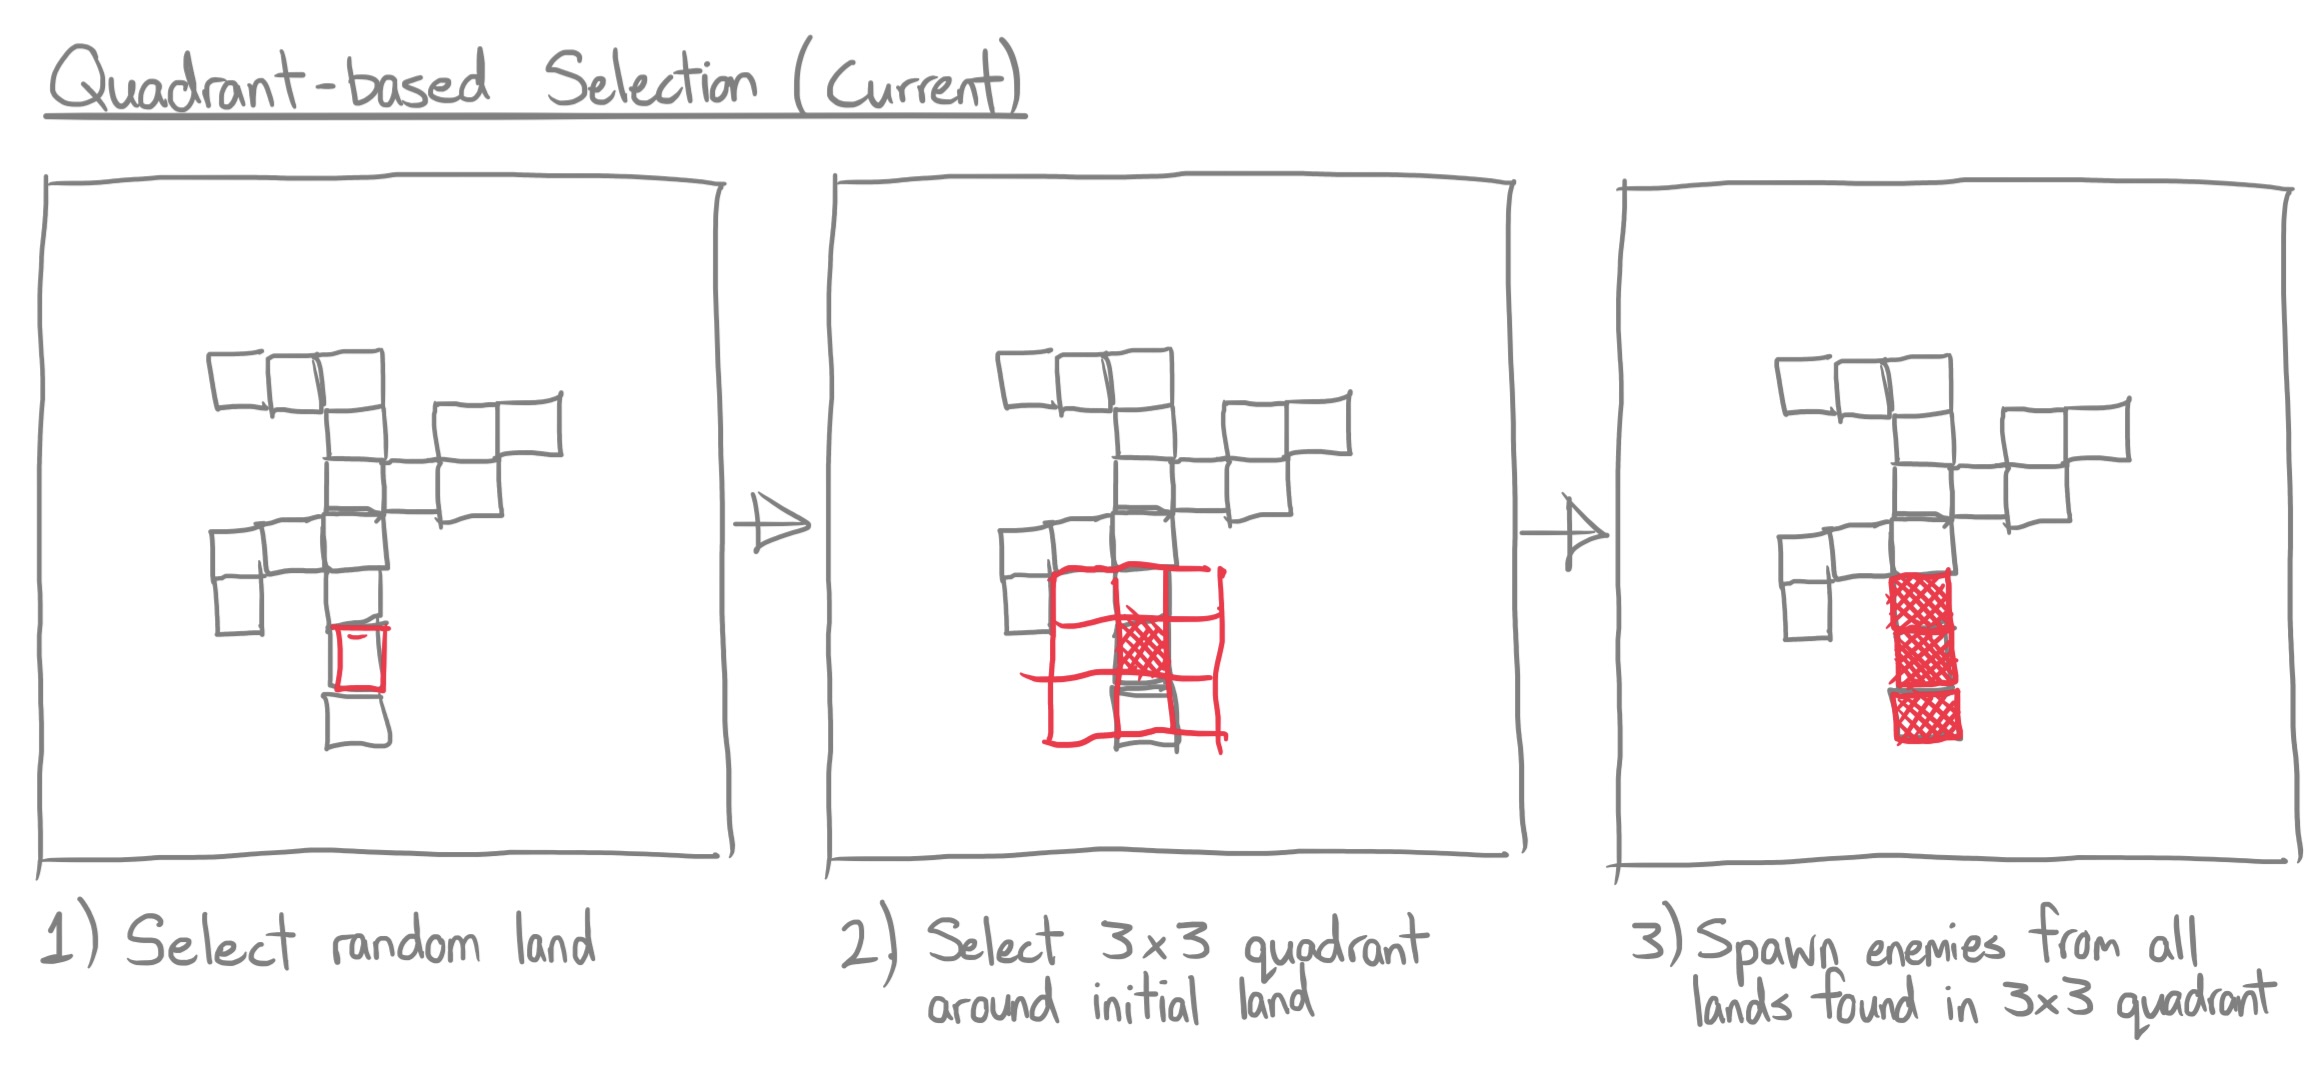 Quadrant-based Selection (Current)
1) Select random land
2) Select 3x3 quadrant
around initial land
3) Spawn enemies from all
lands found in 3x3 quadrant